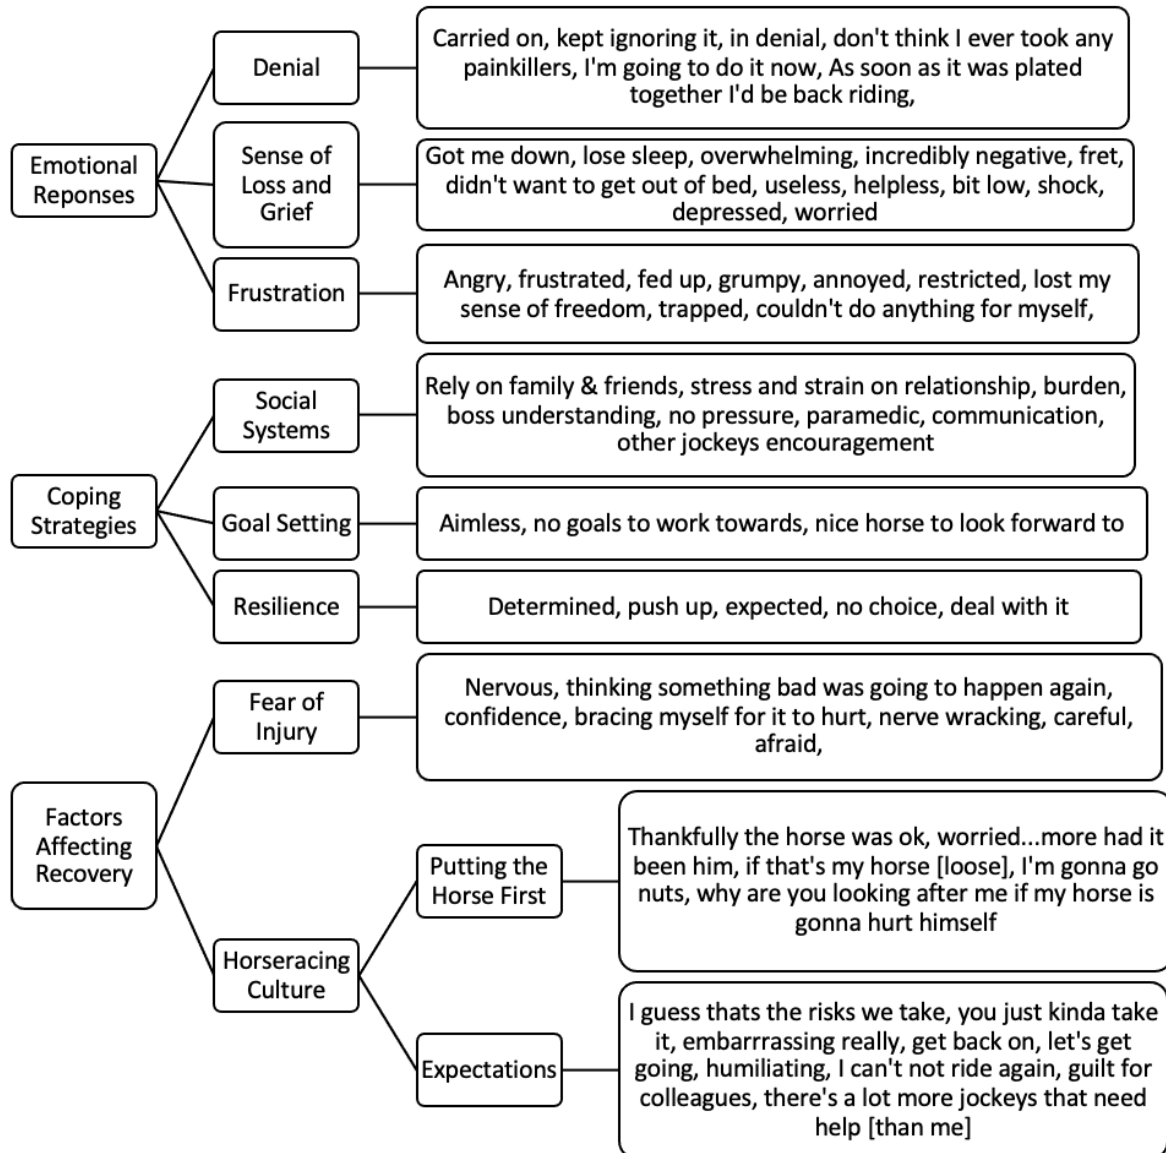 Emotional
Reponses
Denial
Carried on, kept ignoring it, in denial, don't think I ever took any
painkillers, I'm going to do it now, As soon as it was plated
together I'd be back riding,
Sense of
Loss and
Grief
Got me down, lose sleep, overwhelming, incredibly negative, fret,
didn't want to get out of bed, useless, helpless, bit low, shock,
depressed, worried
Frustration
Angry, frustrated, fed up, grumpy, annoyed, restricted, lost my
sense of freedom, trapped, couldn't do anything for myself,
Coping
Strategies
Social
Systems
Rely on family & friends, stress and strain on relationship, burden,
boss understanding, no pressure, paramedic, communication,
other jockeys encouragement
Goal Setting
Aimless, no goals to work towards, nice horse to look forward to
Resilience
Determined, push up, expected, no choice, deal with it
Factors
Affecting
Recovery
Fear of
Injury
Nervous, thinking something bad was going to happen again,
confidence, bracing myself for it to hurt, nerve wracking, careful,
afraid,
Horseracing
Culture
Putting the
Horse First
Thankfully the horse was ok, worried...more had it
been him, if that's my horse [loose], I'm gonna go
nuts, why are you looking after me if my horse is
gonna hurt himself
Expectations
I guess thats the risks we take, you just kinda take
it, embarrrassing really, get back on, let's get
going, humiliating, I can't not ride again, guilt for
colleagues, there's a lot more jockeys that need
help [than me]